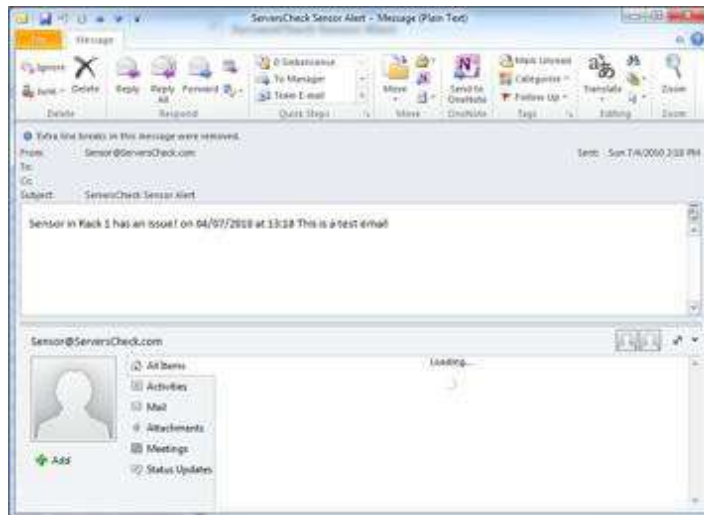 ServersCheck Sensor Alert - Message (Plain Text)
File Message
Ignore
Junk Delete
Reply Reply All Forward
To Manager
Team E-mail
Move
Send to OneNote
Mark Unread
Categorize
Follow Up
Translate
Zoom
Delete Respond Quick Steps Move OneNote Tags Editing Zoom
Extra line breaks in this message were removed.
From: Sensor@ServersCheck.com Sent: Sun 7/4/2010
To:
Cc:
Subject: ServersCheck Sensor Alert
Sensor in Rack 1 has an issue! on 04/07/2010 at 13:18 This is a test email
Sensor@ServersCheck.com
All Items Loading...
Activities
Mail
Attachments
Add Meetings
Status Updates